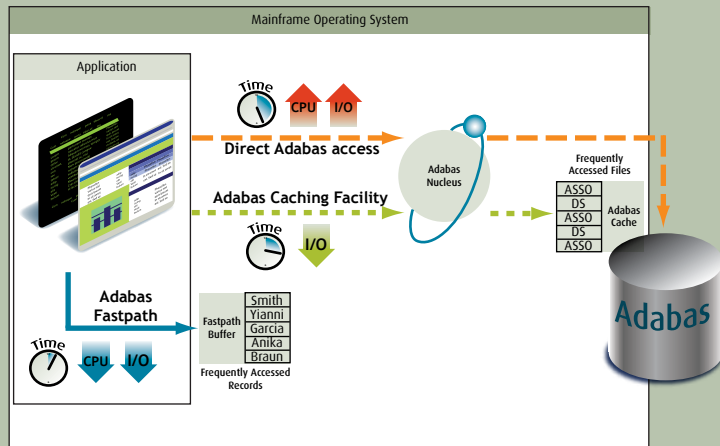 Mainframe Operating System
Application
Time
CPU
I/O
Direct Adabas access
Adabas
Nucleus
Frequently
Accessed Files
ASSO
DS
ASSO
DS
ASSO
Adabas
Cache
Adabas Caching Facility
Time
I/O
Adabas
Adabas
Fastpath
Time
CPU
I/O
Fastpath
Buffer
Smith
Yianni
Garcia
Anika
Braun
Frequently Accessed
Records